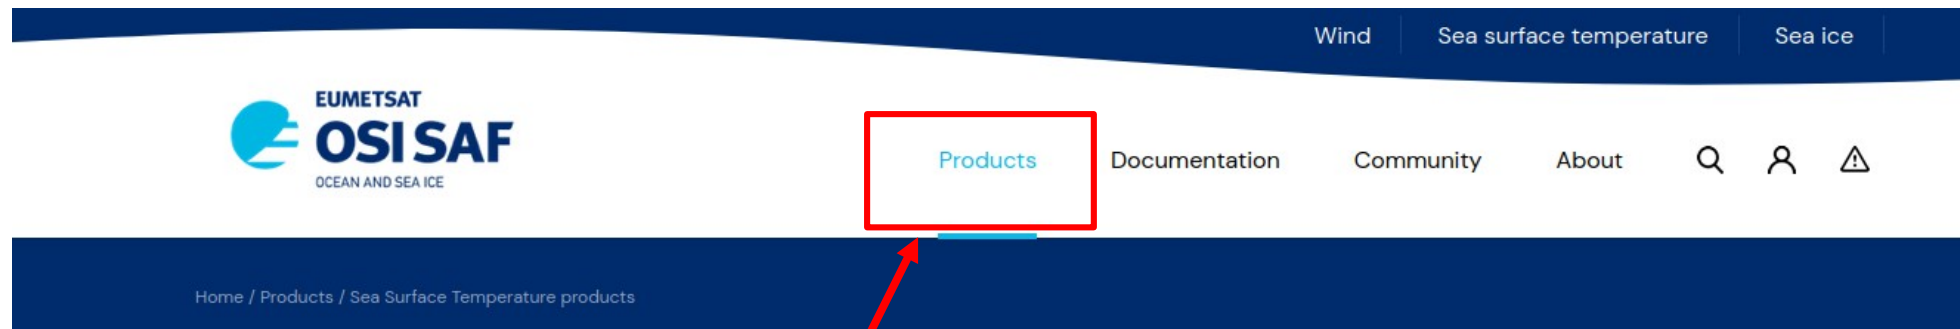 Wind Sea surface temperature Sea ice
EUMETSAT
OSI SAF
OCEAN AND SEA ICE
Products Documentation Community About
Home / Products / Sea Surface Temperature products